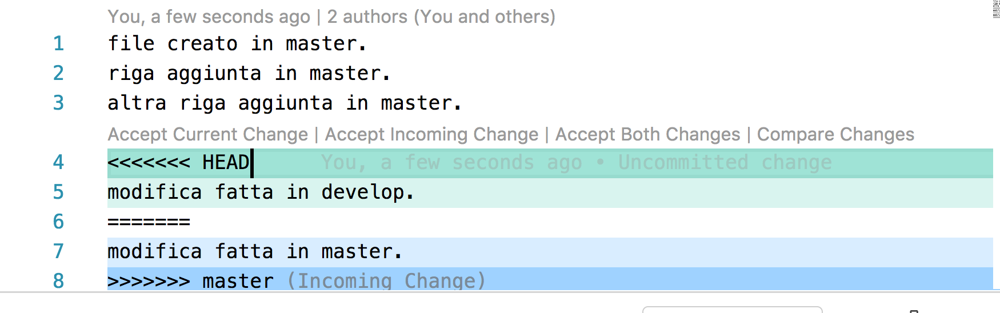 You, a few seconds ago | 2 authors (You and others)
1 file creato in master.
2 riga aggiunta in master.
3 altra riga aggiunta in master.
Accept Current Change | Accept Incoming Change | Accept Both Changes | Compare Changes
4 <<<<<<< HEAD You, a few seconds ago • Uncommitted change
5 modifica fatta in develop.
6 =======
7 modifica fatta in master.
8 >>>>>>> master (Incoming Change)